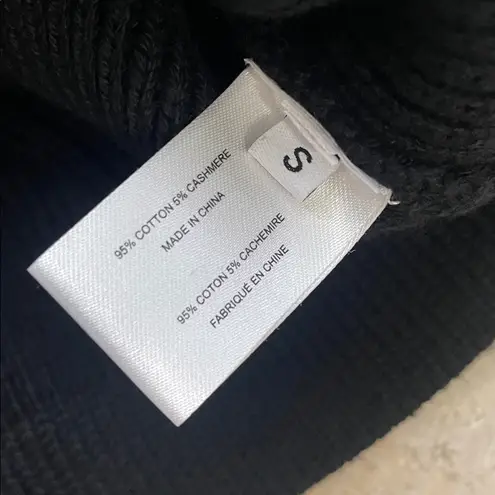 S
95% COTTON 5% CASHMERE
MADE IN CHINA
95% COTON 5% CACHEMIRE
FABRIQUÉ EN CHINE